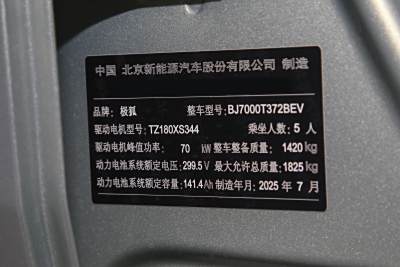 中国 北京新能源汽车股份有限公司 制造
品牌：极狐 整车型号：BJ7000T372BEV
驱动电机型号：TZ180XS344 乘坐人数：5 人
驱动电机峰值功率：70 kW 整车整备质量：1420 kg
动力电池系统额定电压：299.5 V 最大允许总质量：1825 kg
动力电池系统额定容量：141.4 Ah 制造年月：2025 年 7 月